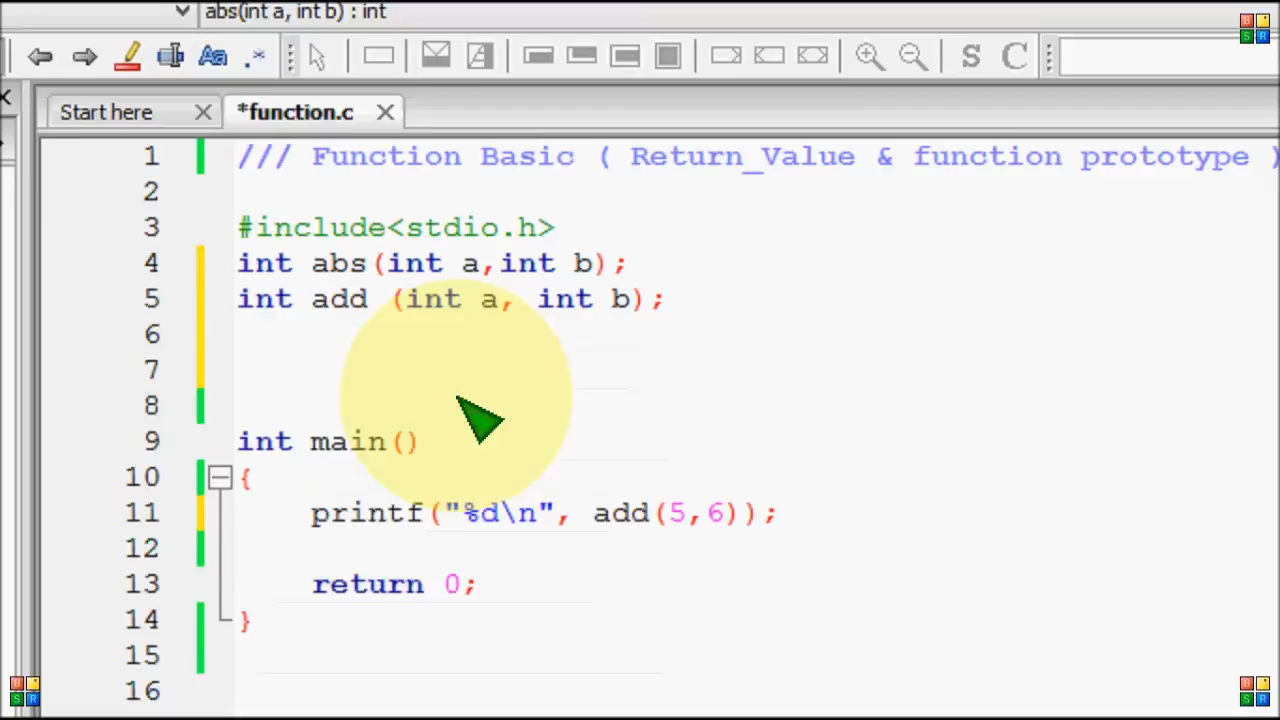 abs(int a, int b) : int
S C
Start here
*function.c
1 /// Function Basic ( Return_Value & function prototype )
2
3 #include<stdio.h>
4 int abs(int a,int b);
5 int add (int a, int b);
6
7
8
9 int main()
10 {
11 printf("%d\n", add(5,6));
12
13 return 0;
14 }
15
16